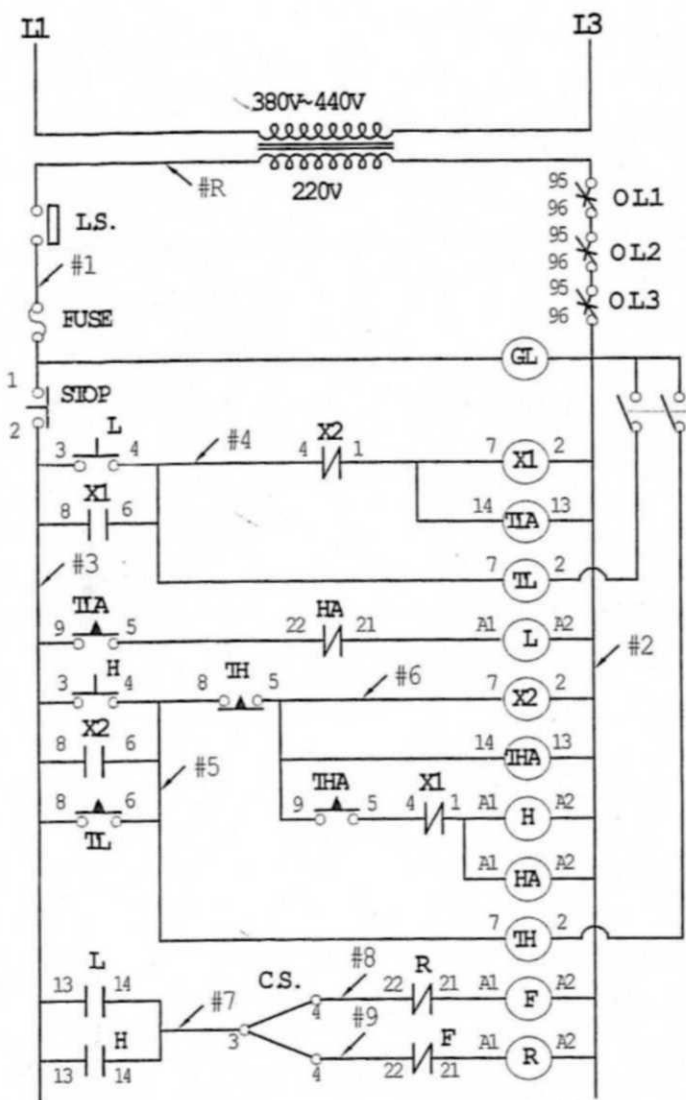 L1 L3
380V~440V
220V
#R
L.S.
#1
FUSE
95 OL1
96
95 OL2
96
95 OL3
96
GL
1 STOP
2
L #4 X2
3 4 4 1 7 X1 2
X1
8 6 14 TLA 13
#3
7 TL 2
TLA HA
9 5 22 21 A1 L A2
#2
H TH #6
3 4 8 5 7 X2 2
X2
8 6 14 THA 13
#5
THA X1
8 6 9 5 4 1 A1 H A2
TL
A1 HA A2
7 TH 2
L C.S. #8 R
13 14 4 22 21 A1 F A2
#7 3
#9
H F
13 14 4 22 21 A1 R A2